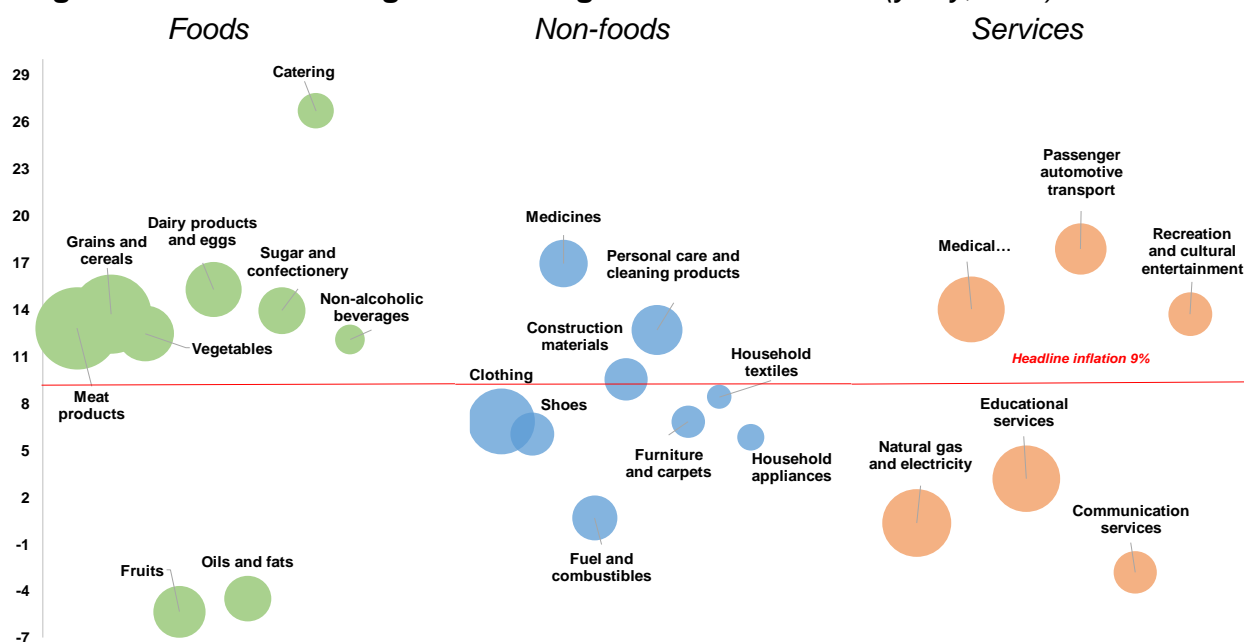 Foods
Non-foods
Services
29
26
23
20
17
14
11
8
5
2
-1
-4
-7
Catering
Grains and
cereals
Dairy products
and eggs
Sugar and
confectionery
Non-alcoholic
beverages
Vegetables
Meat
products
Fruits
Oils and fats
Medicines
Personal care and
cleaning products
Construction
materials
Household
textiles
Clothing
Shoes
Furniture
and carpets
Household
appliances
Fuel and
combustibles
Passenger
automotive
transport
Medical…
Recreation
and cultural
entertainment
Headline inflation 9%
Educational
services
Natural gas
and electricity
Communication
services